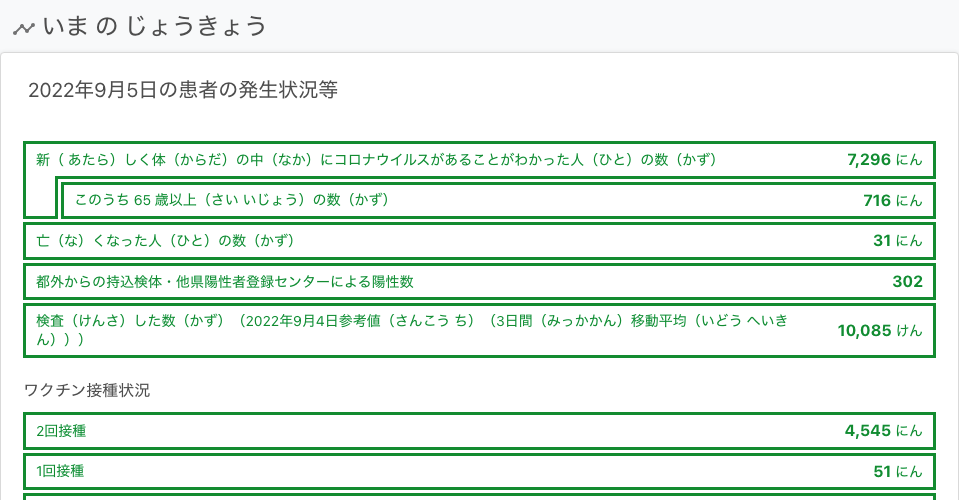 いま の じょうきょう
2022年9月5日の患者の発生状況等
新（ あたら）しく体（からだ）の中（なか）にコロナウイルスがあることがわかった人（ひと）の数（かず） 7,296 にん
このうち 65 歳以上（さい いじょう）の数（かず） 716 にん
亡（な）くなった人（ひと）の数（かず） 31 にん
都外からの持込検体・他県陽性者登録センターによる陽性数 302
検査（けんさ）した数（かず）（2022年9月4日参考値（さんこう ち）（3日間（みっかかん）移動平均（いどう へいき
ん））） 10,085 けん
ワクチン接種状況
2回接種 4,545 にん
1回接種 51 にん